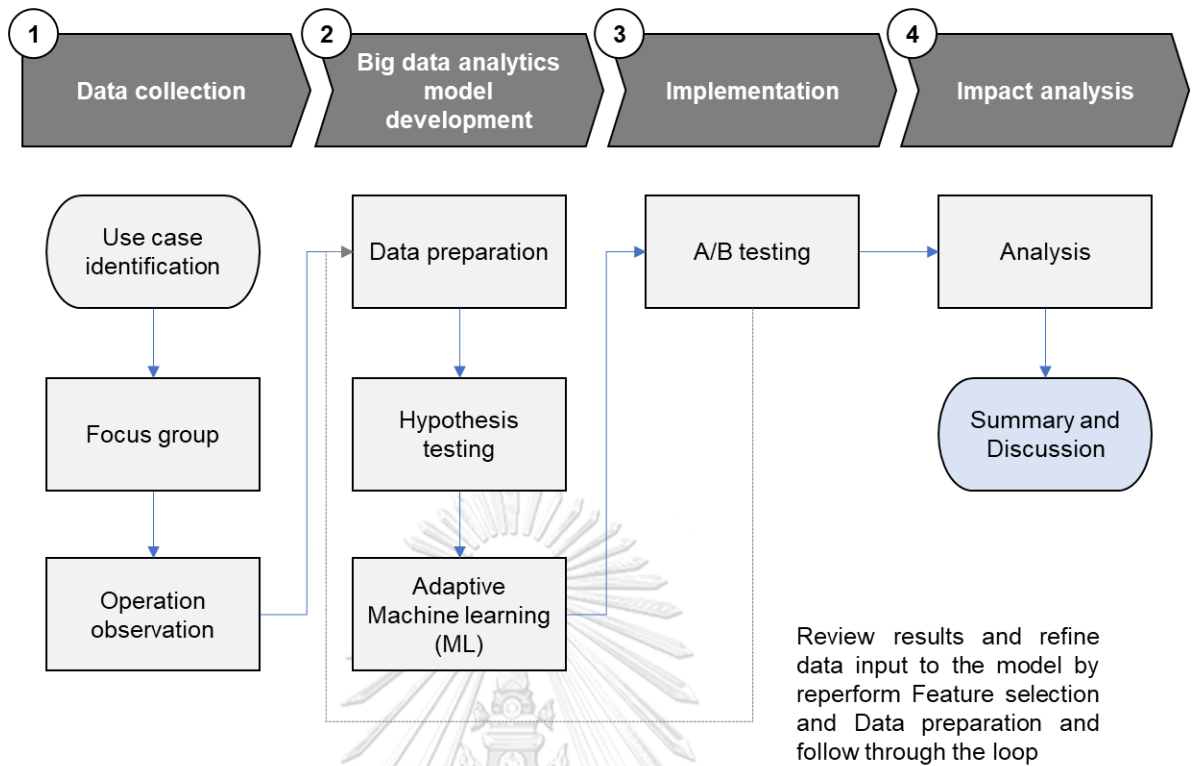 1
Data collection
2
Big data analytics
model
development
3
Implementation
4
Impact analysis
Use case
identification
Focus group
Operation
observation
Data preparation
Hypothesis
testing
Adaptive
Machine learning
(ML)
A/B testing
Analysis
Summary and
Discussion
Review results and refine
data input to the model by
reperform Feature selection
and Data preparation and
follow through the loop